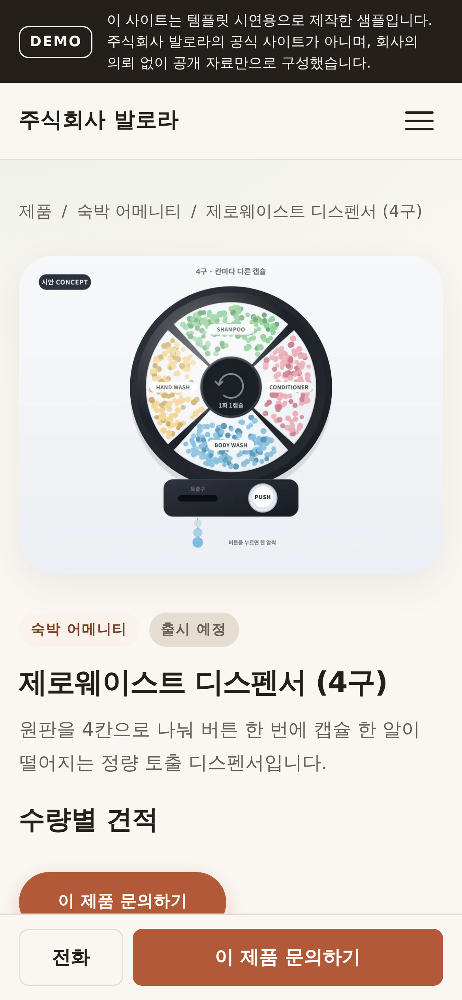 DEMO
이 사이트는 템플릿 시연용으로 제작한 샘플입니다.
주식회사 발로라의 공식 사이트가 아니며, 회사의
의뢰 없이 공개 자료만으로 구성했습니다.
주식회사 발로라
제품 / 숙박 어메니티 / 제로웨이스트 디스펜서 (4구)
4구 · 칸마다 다른 캡슐
시안 CONCEPT
SHAMPOO
HAND WASH
CONDITIONER
1회 1캡슐
BODY WASH
토출구
PUSH
버튼을 누르면 한 알씩
숙박 어메니티
출시 예정
제로웨이스트 디스펜서 (4구)
원판을 4칸으로 나눠 버튼 한 번에 캡슐 한 알이
떨어지는 정량 토출 디스펜서입니다.
수량별 견적
이 제품 문의하기
전화
이 제품 문의하기